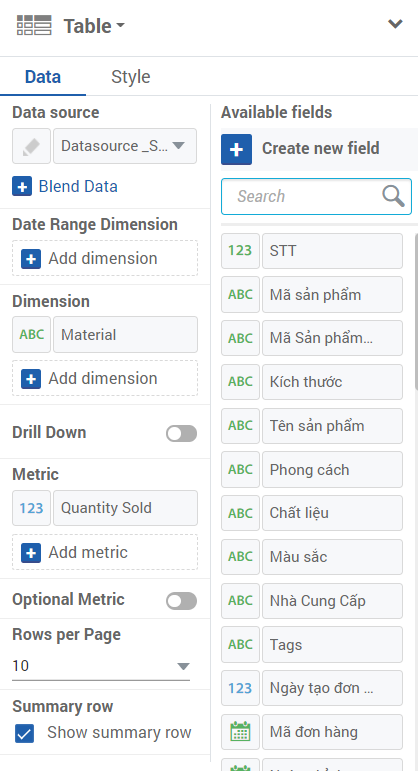 Table
Data
Style
Data source
Datasource _S...
Blend Data
Date Range Dimension
Add dimension
Dimension
ABC Material
Add dimension
Drill Down
Metric
123 Quantity Sold
Add metric
Optional Metric
Rows per Page
10
Summary row
Show summary row
Available fields
Create new field
Search
123 STT
ABC Mã sản phẩm
ABC Mã Sản phẩm...
ABC Kích thước
ABC Tên sản phẩm
ABC Phong cách
ABC Chất liệu
ABC Màu sắc
ABC Nhà Cung Cấp
ABC Tags
123 Ngày tạo đơn ...
Mã đơn hàng